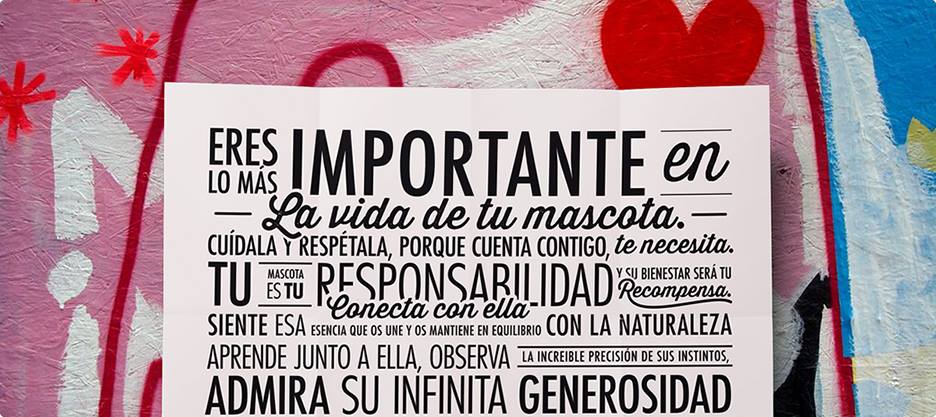 ERES LO MÁS IMPORTANTE en
La vida de tu mascota.
CUÍDALA Y RESPÉTALA, PORQUE CUENTA CONTIGO, te necesita.
TU MASCOTA ES TU RESPONSABILIDAD Y SU BIENESTAR SERÁ TU Recompensa.
Conecta con ella
SIENTE ESA ESENCIA QUE OS UNE Y OS MANTIENE EN EQUILIBRIO CON LA NATURALEZA
APRENDE JUNTO A ELLA, OBSERVA LA INCREIBLE PRECISIÓN DE SUS INSTINTOS,
ADMIRA SU INFINITA GENEROSIDAD